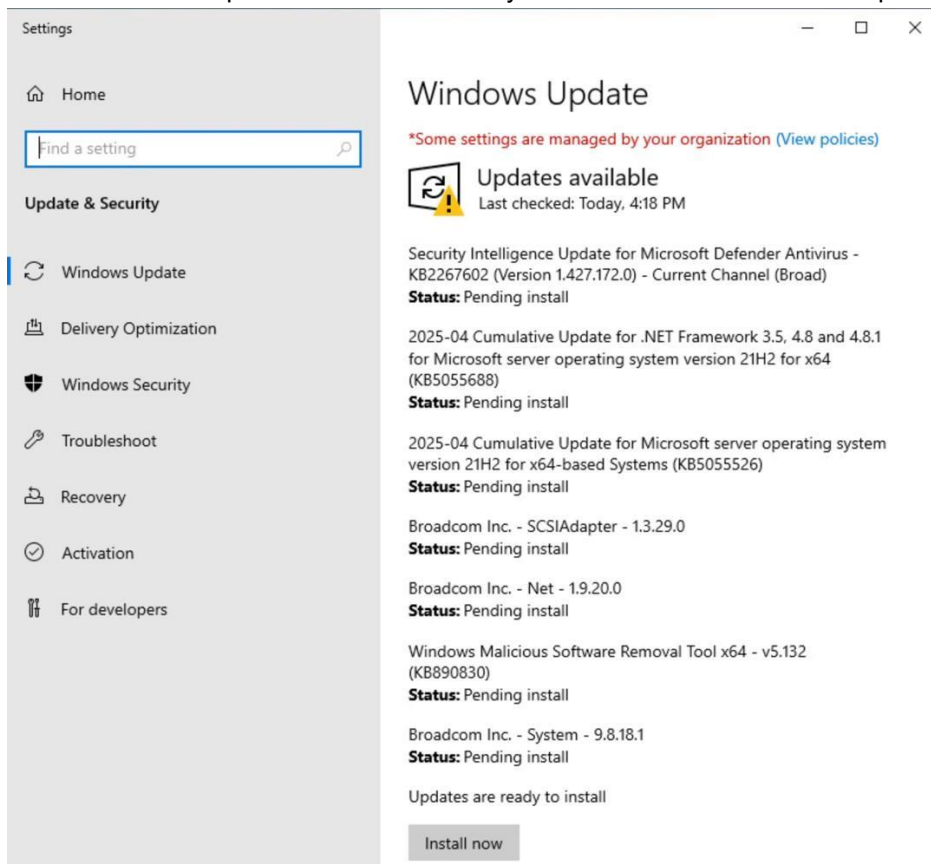 Settings
Home
Find a setting
Update & Security
Windows Update
Delivery Optimization
Windows Security
Troubleshoot
Recovery
Activation
For developers
Windows Update
*Some settings are managed by your organization (View policies)
Updates available
Last checked: Today, 4:18 PM
Security Intelligence Update for Microsoft Defender Antivirus -
KB2267602 (Version 1.427.172.0) - Current Channel (Broad)
Status: Pending install
2025-04 Cumulative Update for .NET Framework 3.5, 4.8 and 4.8.1
for Microsoft server operating system version 21H2 for x64
(KB5055688)
Status: Pending install
2025-04 Cumulative Update for Microsoft server operating system
version 21H2 for x64-based Systems (KB5055526)
Status: Pending install
Broadcom Inc. - SCSIAdapter - 1.3.29.0
Status: Pending install
Broadcom Inc. - Net - 1.9.20.0
Status: Pending install
Windows Malicious Software Removal Tool x64 - v5.132
(KB890830)
Status: Pending install
Broadcom Inc. - System - 9.8.18.1
Status: Pending install
Updates are ready to install
Install now